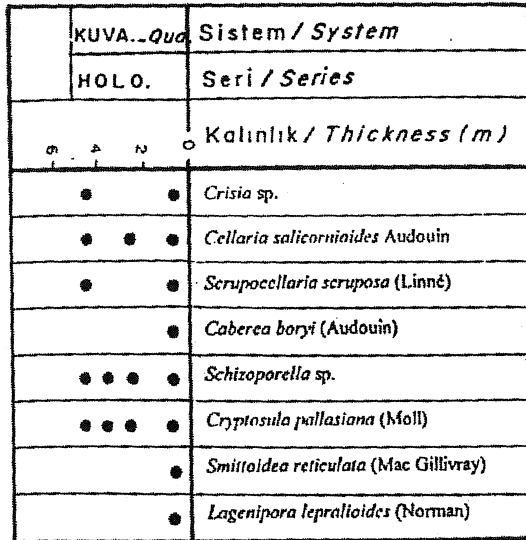 KUVA.-Qua. Sistem / System
HOLO. Seri / Series
6 4 2 0 Kalınlık / Thickness (m)
Crisia sp.
Cellaria salicornioides Audouin
Scrupocellaria scruposa (Linné)
Caberea boryi (Audouin)
Schizoporella sp.
Cryptosula pallasiana (Moll)
Smittoidea reticulata (Mac Gillivray)
Lagenipora lepralioides (Norman)